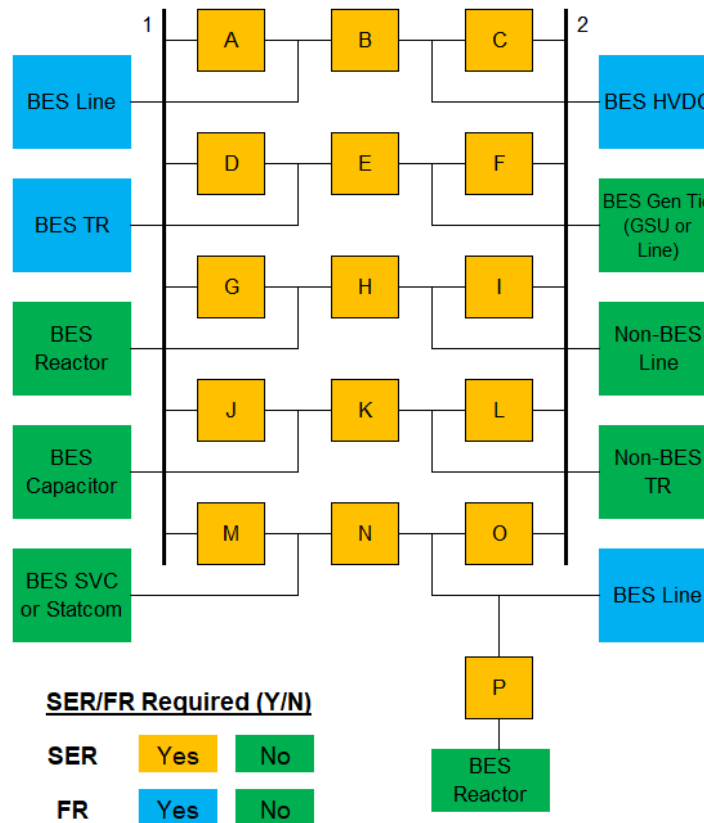 1
A
B
C
2
BES Line
BES HVDC
D
E
F
BES TR
BES Gen Tie
(GSU or
Line)
G
H
I
BES
Reactor
Non-BES
Line
J
K
L
BES
Capacitor
Non-BES
TR
M
N
O
BES SVC
or Statcom
BES Line
P
BES
Reactor
SER/FR Required (Y/N)
SER Yes No
FR Yes No